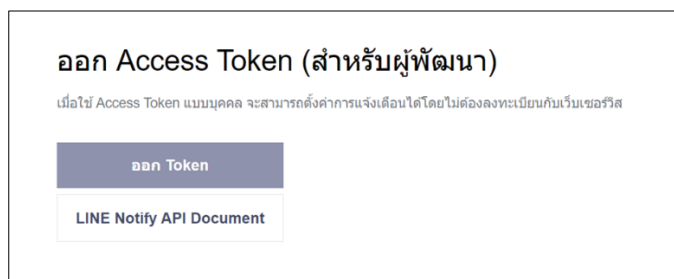 ออก Access Token (สำหรับผู้พัฒนา)
เมื่อใช้ Access Token แบบบุคคล จะสามารถตั้งค่าการแจ้งเตือนได้โดยไม่ต้องลงทะเบียนกับเว็บเซอร์วิส
ออก Token
LINE Notify API Document